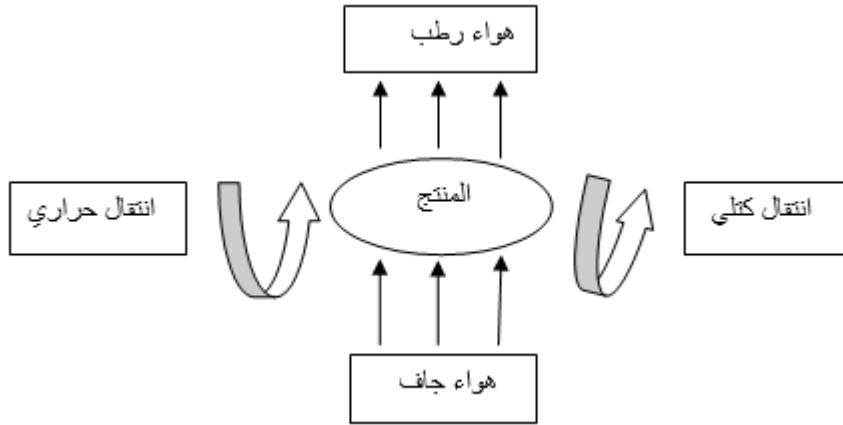 هواء رطب
انتقال كتلي
المنتج
انتقال حراري
هواء جاف